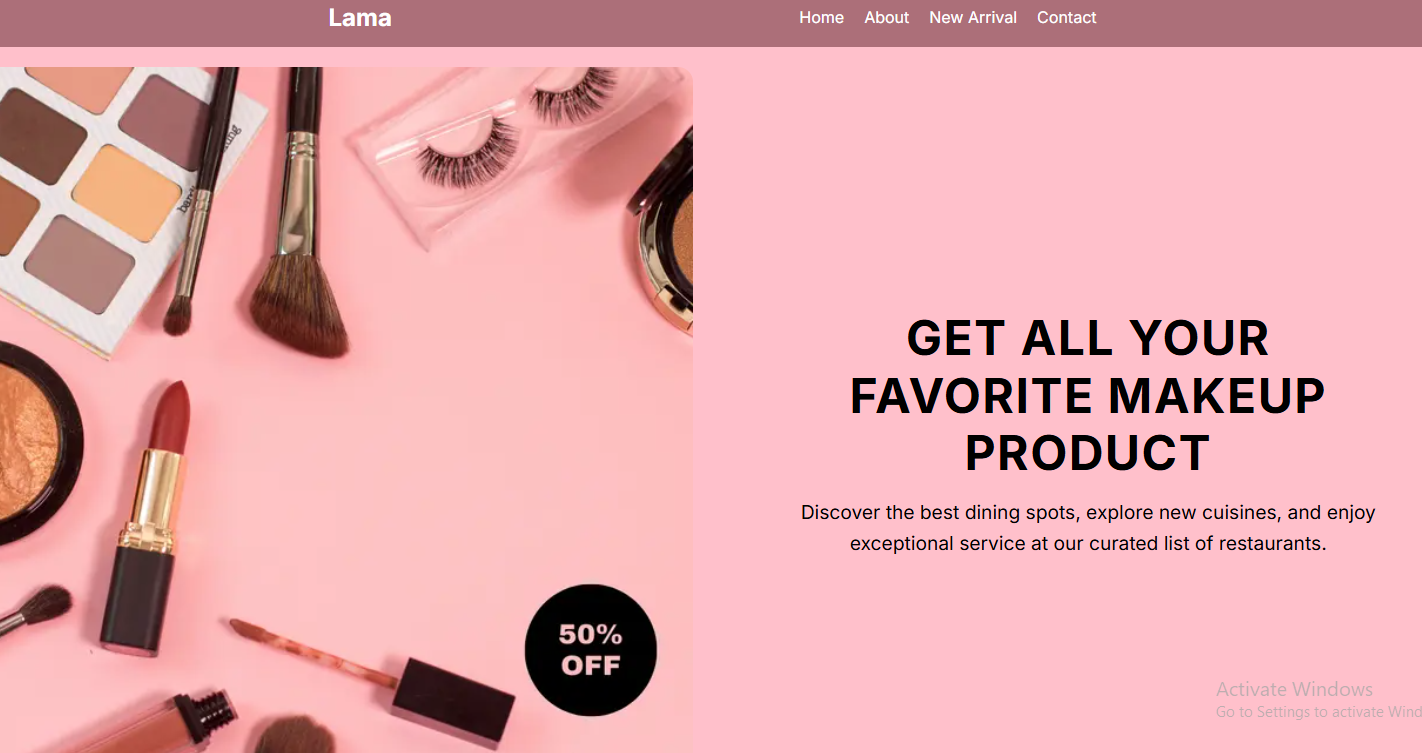 Lama
Home About New Arrival Contact
GET ALL YOUR
FAVORITE MAKEUP
PRODUCT
Discover the best dining spots, explore new cuisines, and enjoy
exceptional service at our curated list of restaurants.
50%
OFF
Activate Windows
Go to Settings to activate Wind